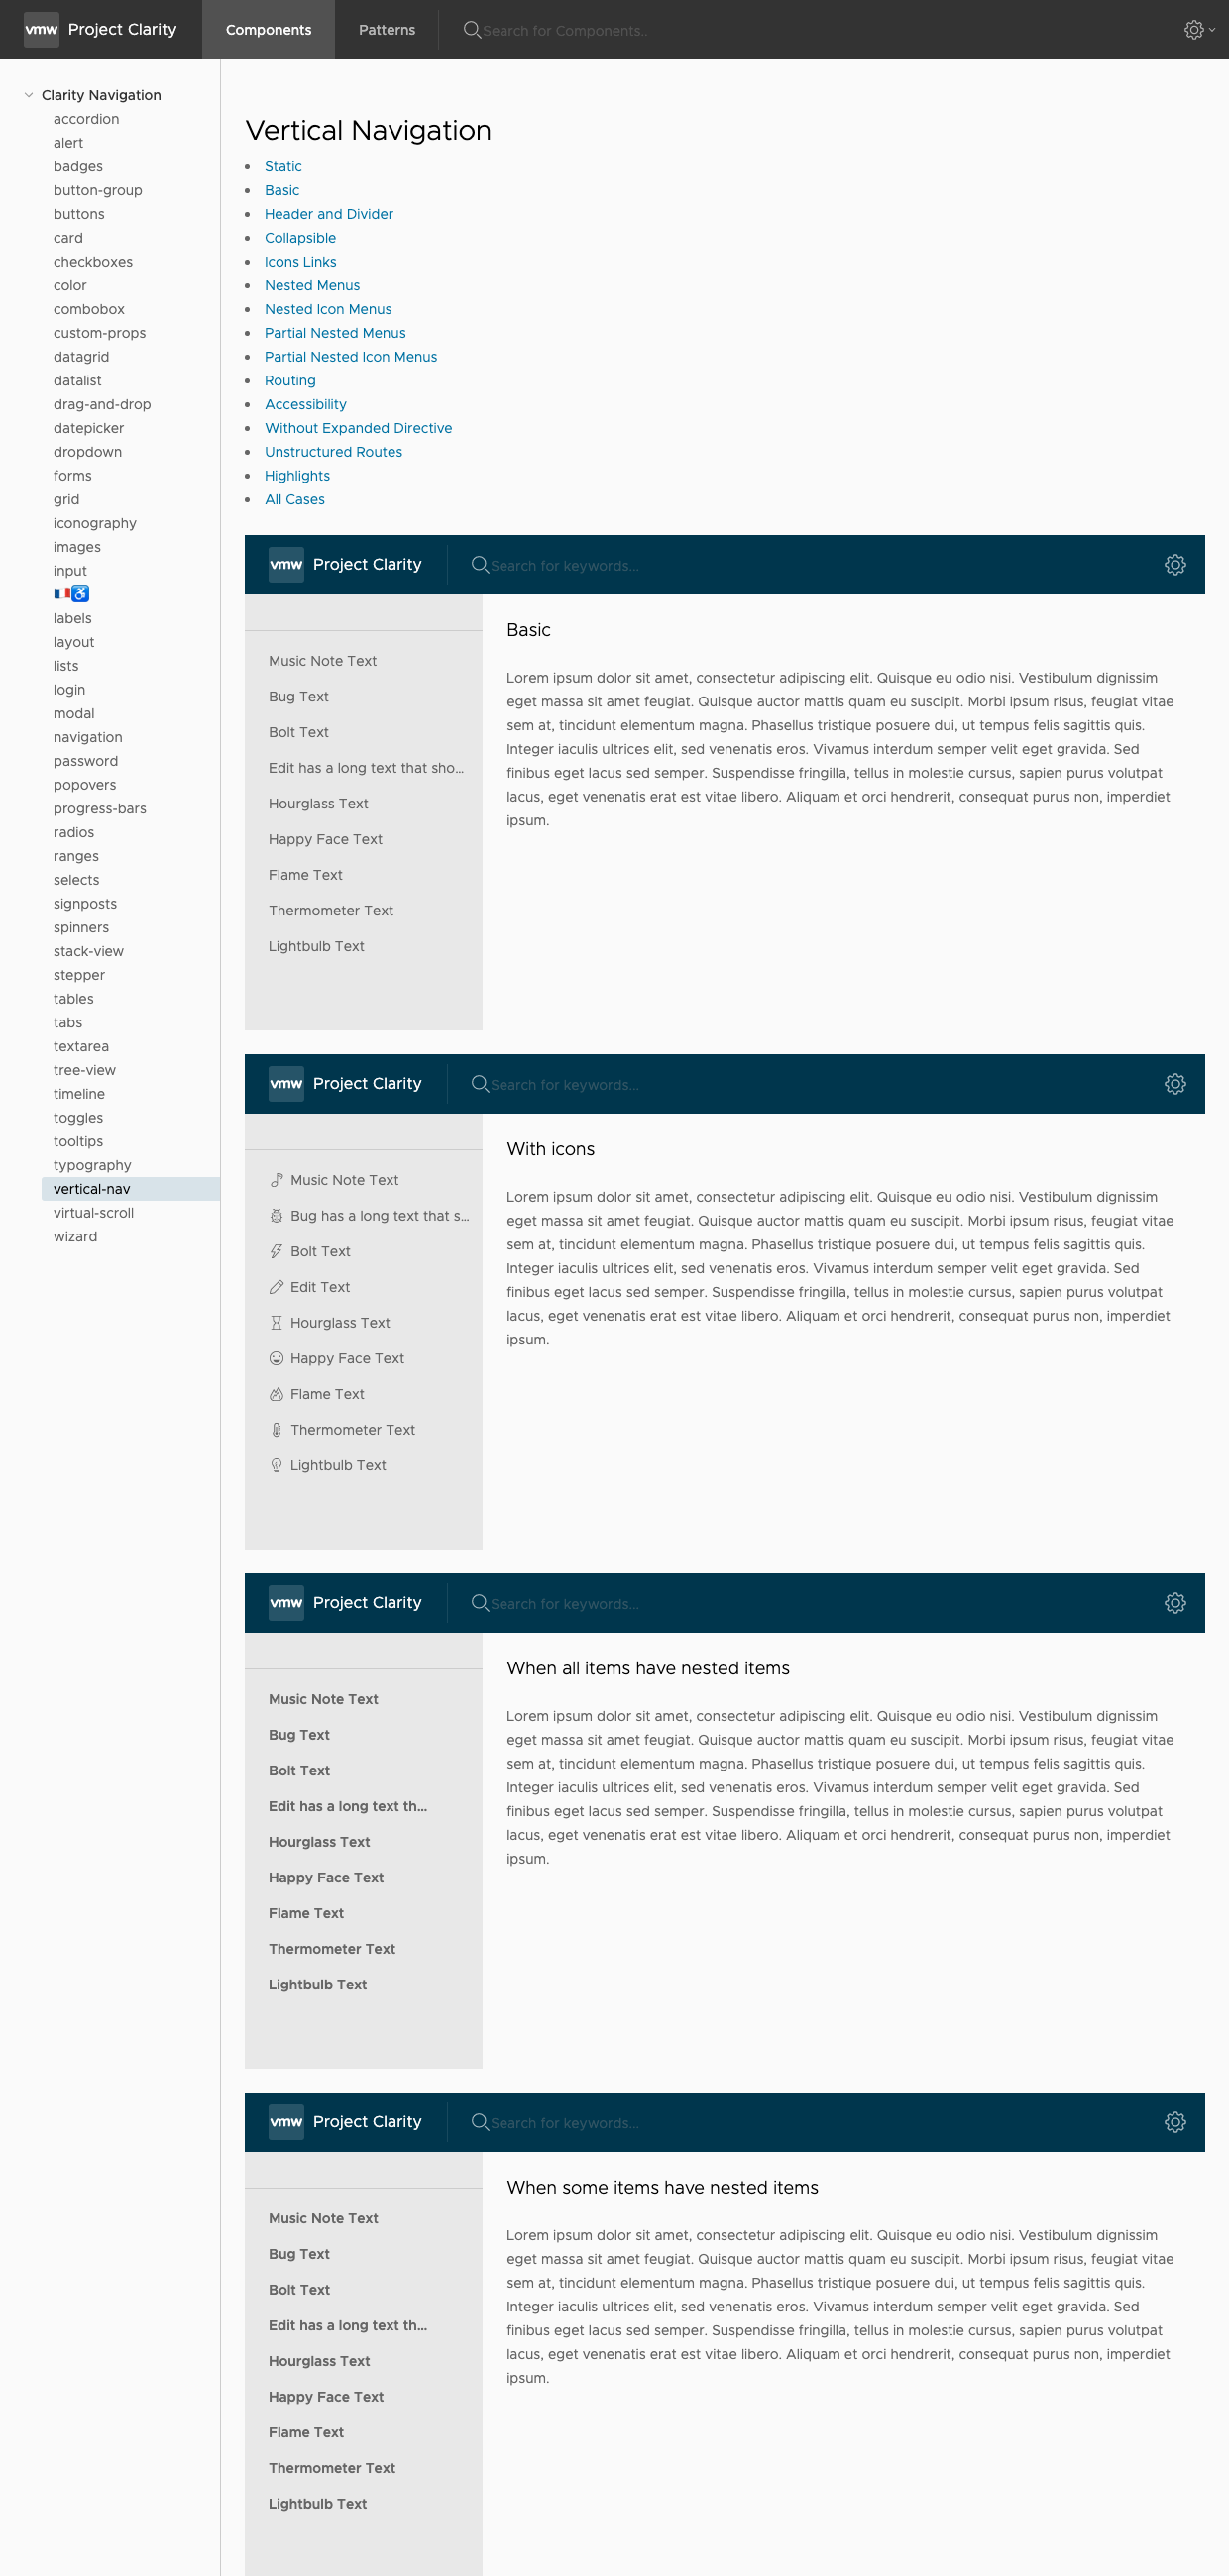 vmw Project Clarity Components Patterns Search for Components..
Clarity Navigation
accordion
alert
badges
button-group
buttons
card
checkboxes
color
combobox
custom-props
datagrid
datalist
drag-and-drop
datepicker
dropdown
forms
grid
iconography
images
input
🇫🇷♿
labels
layout
lists
login
modal
navigation
password
popovers
progress-bars
radios
ranges
selects
signposts
spinners
stack-view
stepper
tables
tabs
textarea
tree-view
timeline
toggles
tooltips
typography
vertical-nav
virtual-scroll
wizard
Vertical Navigation
Static
Basic
Header and Divider
Collapsible
Icons Links
Nested Menus
Nested Icon Menus
Partial Nested Menus
Partial Nested Icon Menus
Routing
Accessibility
Without Expanded Directive
Unstructured Routes
Highlights
All Cases
vmw Project Clarity Search for keywords...
Music Note Text
Bug Text
Bolt Text
Edit has a long text that sho...
Hourglass Text
Happy Face Text
Flame Text
Thermometer Text
Lightbulb Text
Basic
Lorem ipsum dolor sit amet, consectetur adipiscing elit. Quisque eu odio nisi. Vestibulum dignissim
eget massa sit amet feugiat. Quisque auctor mattis quam eu suscipit. Morbi ipsum risus, feugiat vitae
sem at, tincidunt elementum magna. Phasellus tristique posuere dui, ut tempus felis sagittis quis.
Integer iaculis ultrices elit, sed venenatis eros. Vivamus interdum semper velit eget gravida. Sed
finibus eget lacus sed semper. Suspendisse fringilla, tellus in molestie cursus, sapien purus volutpat
lacus, eget venenatis erat est vitae libero. Aliquam et orci hendrerit, consequat purus non, imperdiet
ipsum.
vmw Project Clarity Search for keywords...
Music Note Text
Bug has a long text that s...
Bolt Text
Edit Text
Hourglass Text
Happy Face Text
Flame Text
Thermometer Text
Lightbulb Text
With icons
Lorem ipsum dolor sit amet, consectetur adipiscing elit. Quisque eu odio nisi. Vestibulum dignissim
eget massa sit amet feugiat. Quisque auctor mattis quam eu suscipit. Morbi ipsum risus, feugiat vitae
sem at, tincidunt elementum magna. Phasellus tristique posuere dui, ut tempus felis sagittis quis.
Integer iaculis ultrices elit, sed venenatis eros. Vivamus interdum semper velit eget gravida. Sed
finibus eget lacus sed semper. Suspendisse fringilla, tellus in molestie cursus, sapien purus volutpat
lacus, eget venenatis erat est vitae libero. Aliquam et orci hendrerit, consequat purus non, imperdiet
ipsum.
vmw Project Clarity Search for keywords...
Music Note Text
Bug Text
Bolt Text
Edit has a long text th...
Hourglass Text
Happy Face Text
Flame Text
Thermometer Text
Lightbulb Text
When all items have nested items
Lorem ipsum dolor sit amet, consectetur adipiscing elit. Quisque eu odio nisi. Vestibulum dignissim
eget massa sit amet feugiat. Quisque auctor mattis quam eu suscipit. Morbi ipsum risus, feugiat vitae
sem at, tincidunt elementum magna. Phasellus tristique posuere dui, ut tempus felis sagittis quis.
Integer iaculis ultrices elit, sed venenatis eros. Vivamus interdum semper velit eget gravida. Sed
finibus eget lacus sed semper. Suspendisse fringilla, tellus in molestie cursus, sapien purus volutpat
lacus, eget venenatis erat est vitae libero. Aliquam et orci hendrerit, consequat purus non, imperdiet
ipsum.
vmw Project Clarity Search for keywords...
Music Note Text
Bug Text
Bolt Text
Edit has a long text th...
Hourglass Text
Happy Face Text
Flame Text
Thermometer Text
Lightbulb Text
When some items have nested items
Lorem ipsum dolor sit amet, consectetur adipiscing elit. Quisque eu odio nisi. Vestibulum dignissim
eget massa sit amet feugiat. Quisque auctor mattis quam eu suscipit. Morbi ipsum risus, feugiat vitae
sem at, tincidunt elementum magna. Phasellus tristique posuere dui, ut tempus felis sagittis quis.
Integer iaculis ultrices elit, sed venenatis eros. Vivamus interdum semper velit eget gravida. Sed
finibus eget lacus sed semper. Suspendisse fringilla, tellus in molestie cursus, sapien purus volutpat
lacus, eget venenatis erat est vitae libero. Aliquam et orci hendrerit, consequat purus non, imperdiet
ipsum.